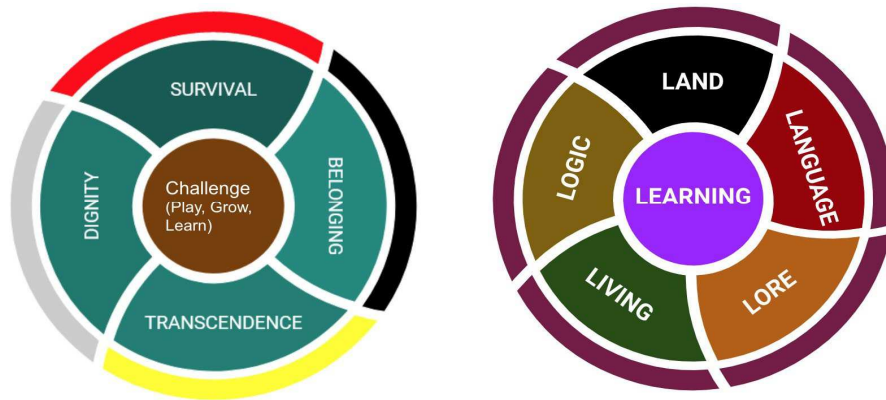 SURVIVAL
BELONGING
TRANSCENDENCE
DIGNITY
Challenge
(Play, Grow,
Learn)
LAND
LANGUAGE
LORE
LIVING
LOGIC
LEARNING